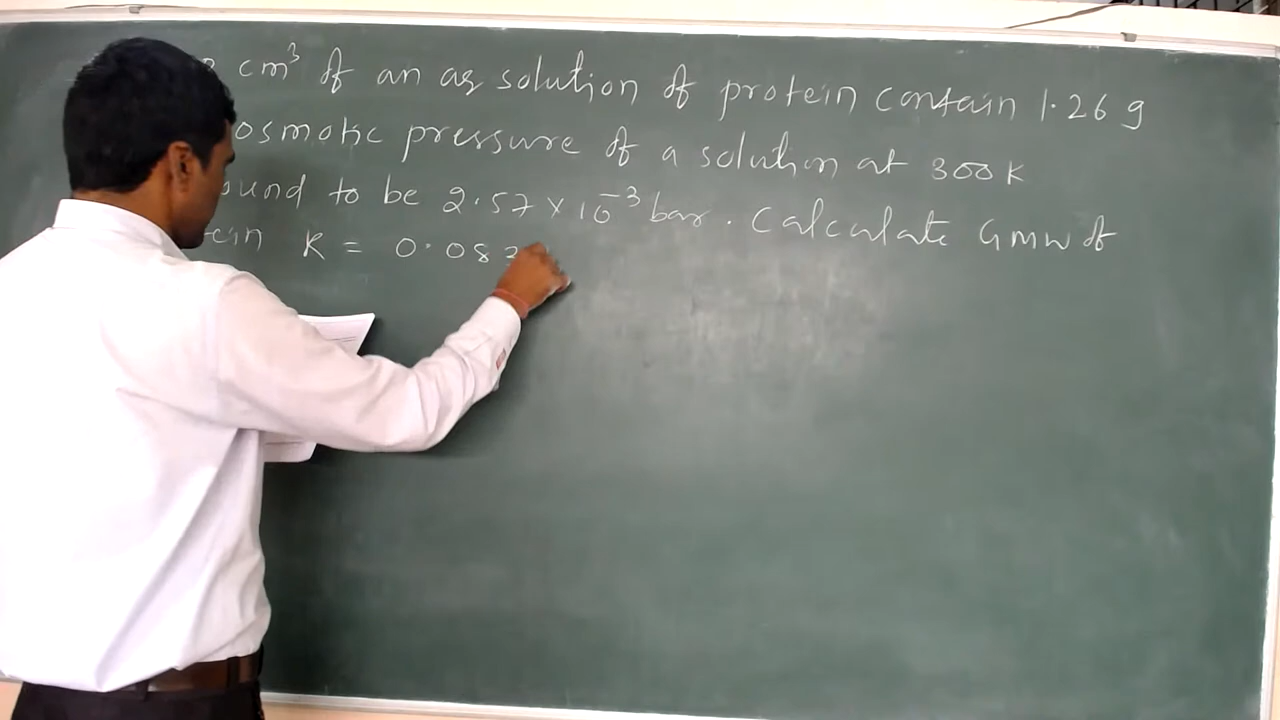 cm³ of an aq solution of protein contain 1.26 g
osmotic pressure of a solution at 300 K
ound to be 2.57 × 10⁻³ bar. Calculate GMW of
ein R = 0.082